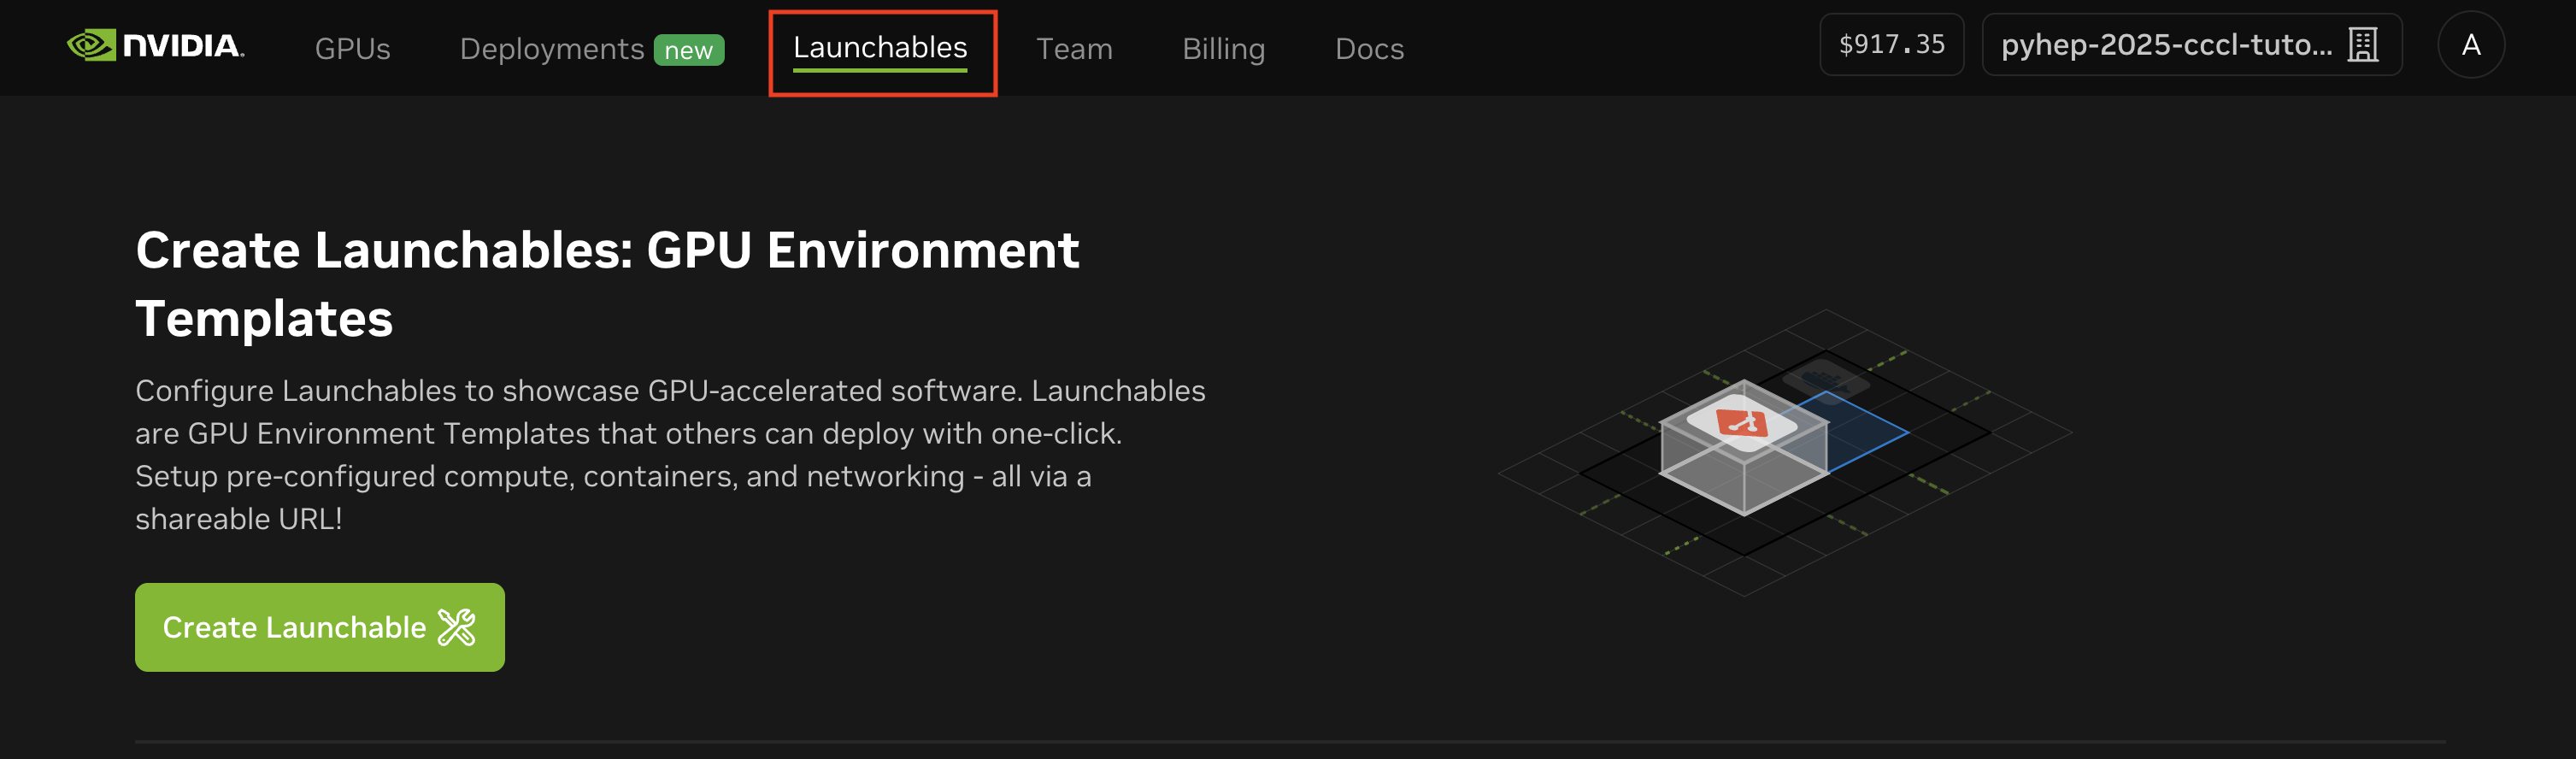 NVIDIA. GPUs Deployments new Launchables Team Billing Docs $917.35 pyhep-2025-cccl-tuto... A
Create Launchables: GPU Environment
Templates
Configure Launchables to showcase GPU-accelerated software. Launchables
are GPU Environment Templates that others can deploy with one-click.
Setup pre-configured compute, containers, and networking - all via a
shareable URL!
Create Launchable